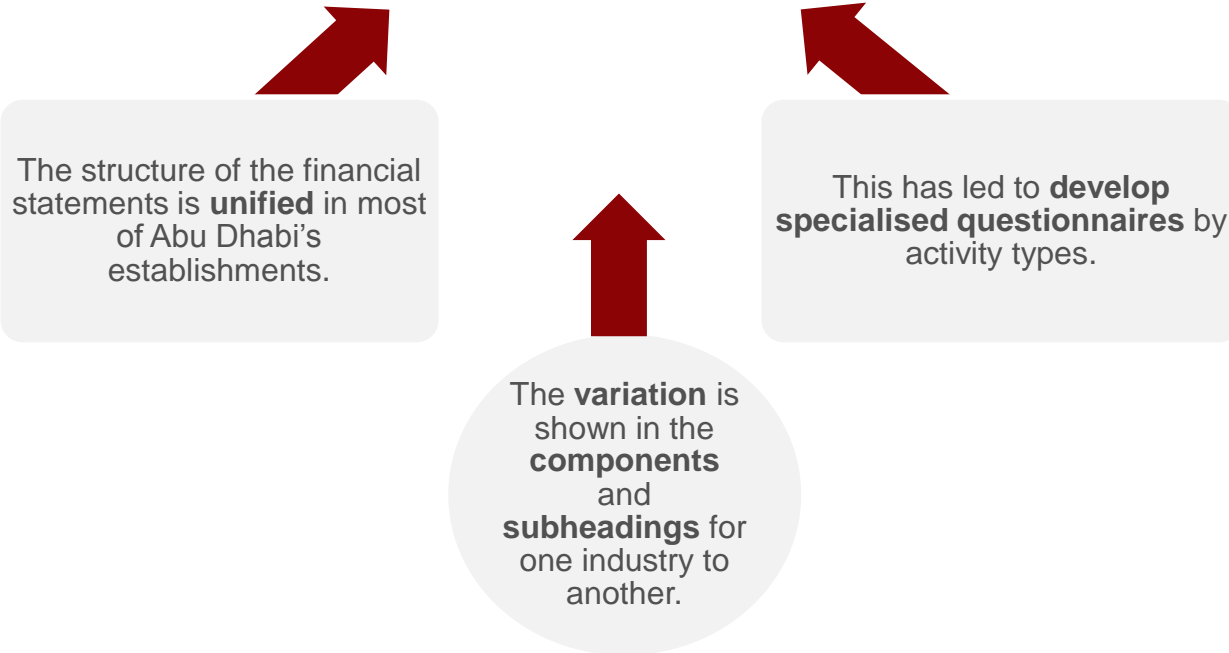 The structure of the financial
statements is unified in most
of Abu Dhabi's
establishments.
This has led to develop
specialised questionnaires by
activity types.
The variation is
shown in the
components
and
subheadings for
one industry to
another.